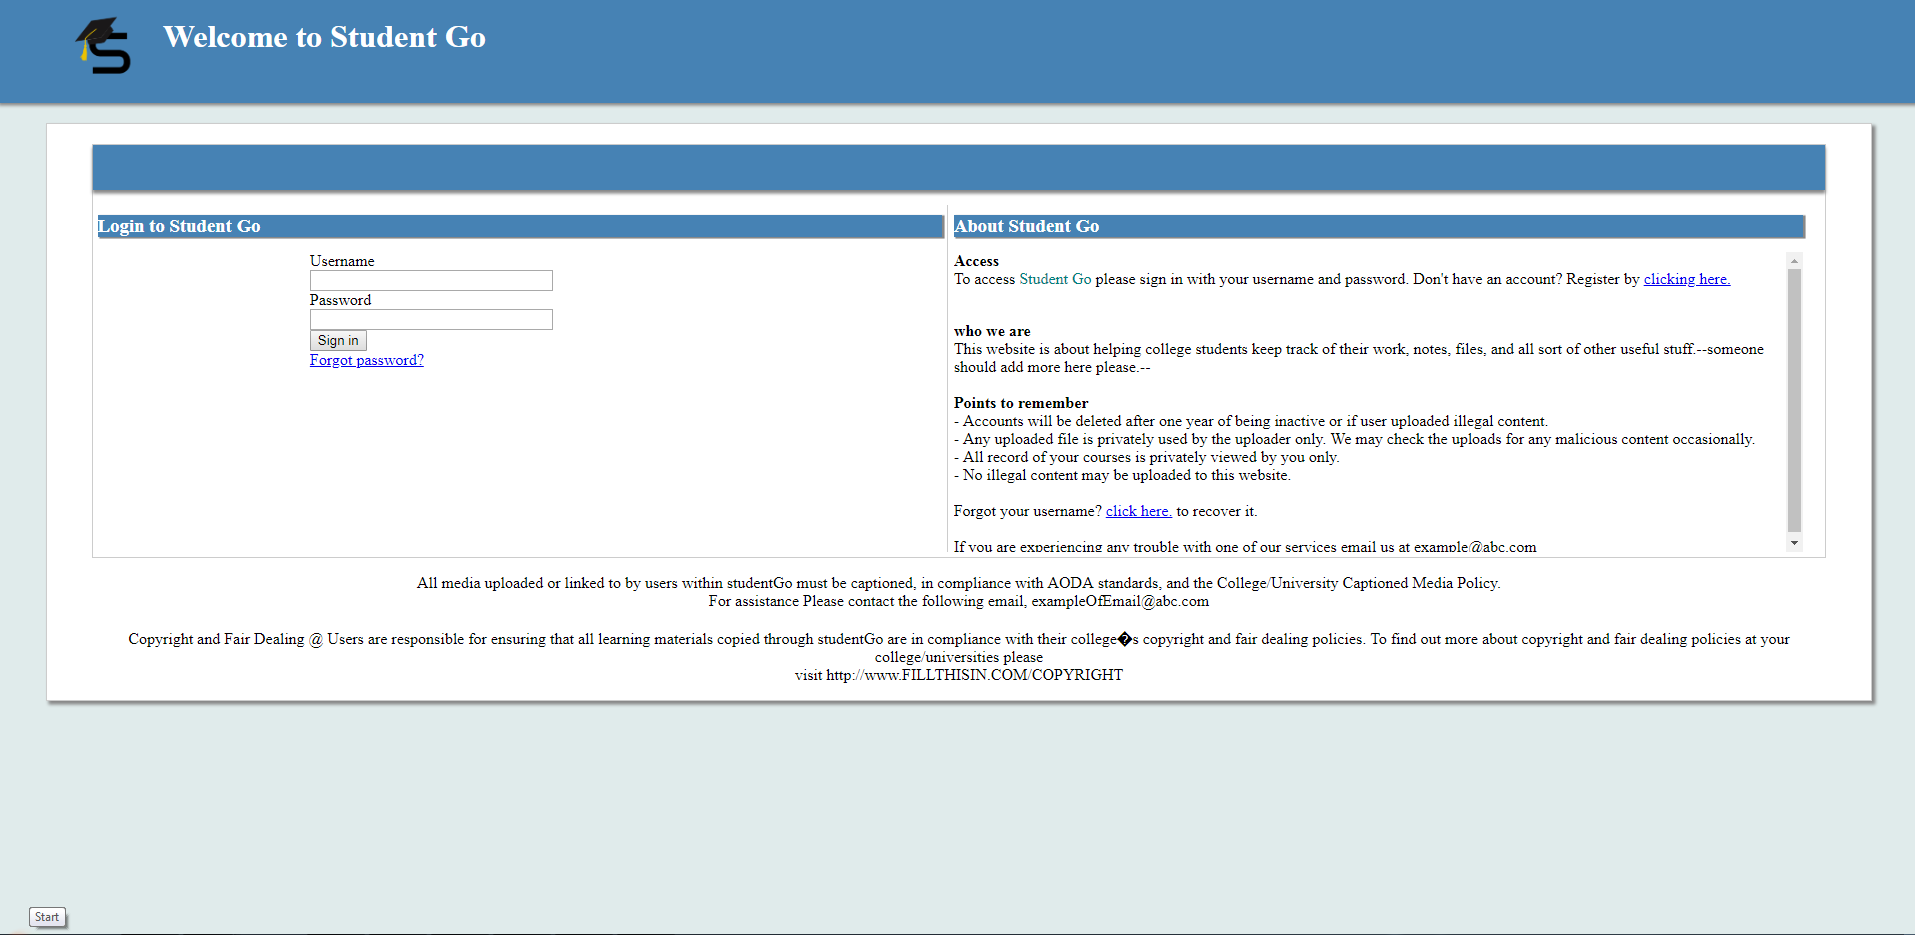 Welcome to Student Go
Login to Student Go
Username
Password
Sign in
Forgot password?
About Student Go
Access
To access Student Go please sign in with your username and password. Don't have an account? Register by clicking here.
who we are
This website is about helping college students keep track of their work, notes, files, and all sort of other useful stuff.--someone
should add more here please.--
Points to remember
- Accounts will be deleted after one year of being inactive or if user uploaded illegal content.
- Any uploaded file is privately used by the uploader only. We may check the uploads for any malicious content occasionally.
- All record of your courses is privately viewed by you only.
- No illegal content may be uploaded to this website.
Forgot your username? click here. to recover it.
If you are experiencing any trouble with one of our services email us at example@abc.com
All media uploaded or linked to by users within studentGo must be captioned, in compliance with AODA standards, and the College/University Captioned Media Policy.
For assistance Please contact the following email, exampleOfEmail@abc.com
Copyright and Fair Dealing @ Users are responsible for ensuring that all learning materials copied through studentGo are in compliance with their college�s copyright and fair dealing policies. To find out more about copyright and fair dealing policies at your
college/universities please
visit http://www.FILLTHISIN.COM/COPYRIGHT
Start